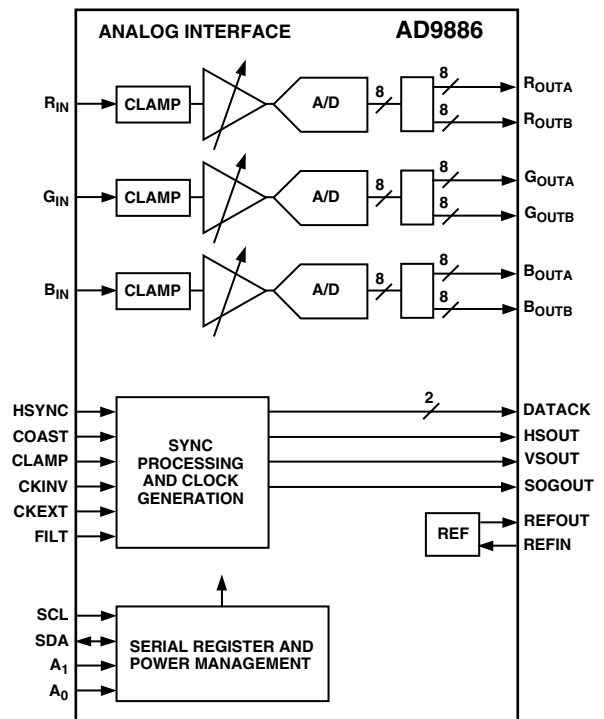 ANALOG INTERFACE AD9886
R_IN CLAMP A/D 8 8 R_OUTA
8 R_OUTB
G_IN CLAMP A/D 8 8 G_OUTA
8 G_OUTB
B_IN CLAMP A/D 8 8 B_OUTA
8 B_OUTB
HSYNC
COAST
CLAMP
CKINV
CKEXT
FILT
SYNC
PROCESSING
AND CLOCK
GENERATION
2
DATACK
HSOUT
VSOUT
SOGOUT
REF
REFOUT
REFIN
SCL
SDA
A_1
A_0
SERIAL REGISTER AND
POWER MANAGEMENT